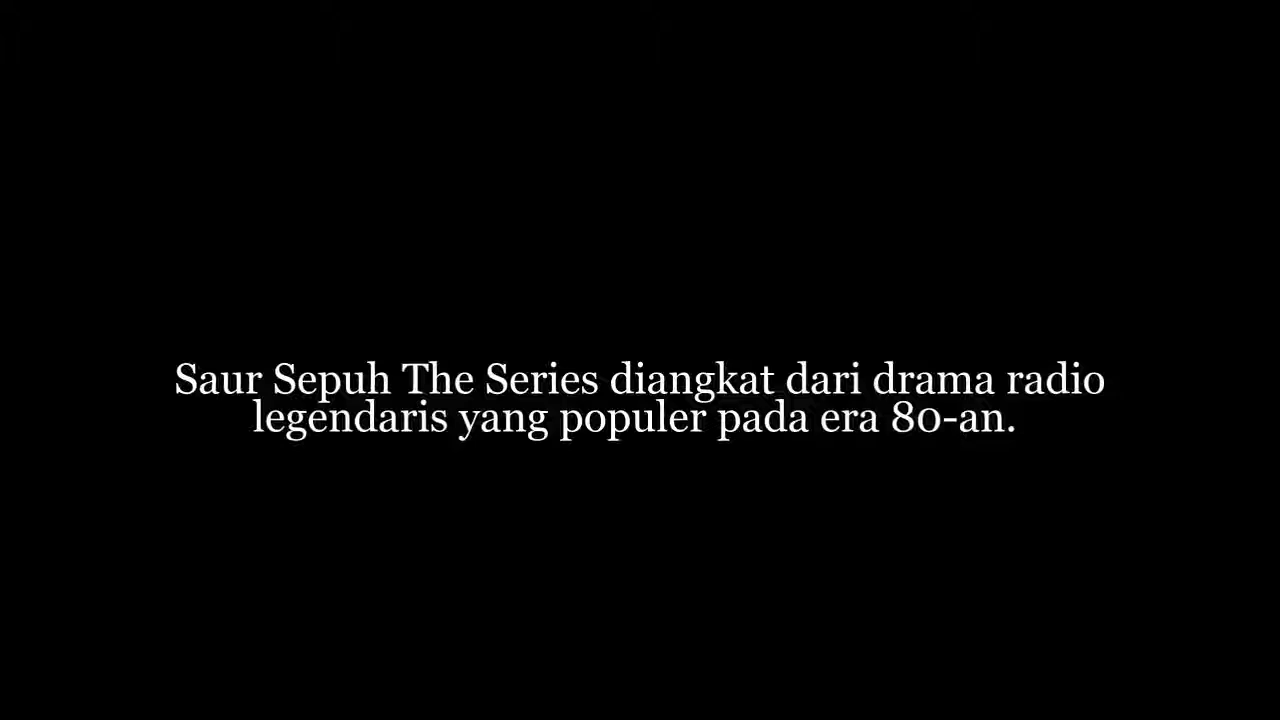 Saur Sepuh The Series diangkat dari drama radio
legendaris yang populer pada era 80-an.